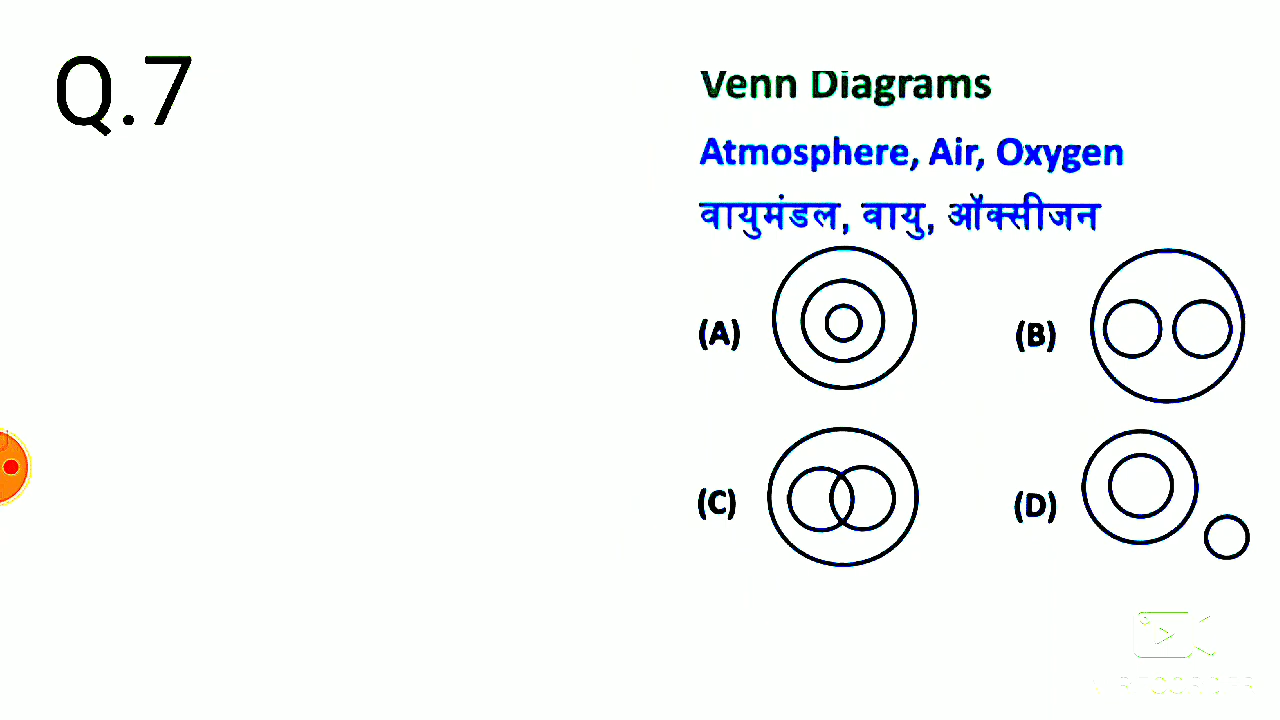 Q.7
Venn Diagrams
Atmosphere, Air, Oxygen
वायुमंडल, वायु, ऑक्सीजन
(A)
(B)
(C)
(D)